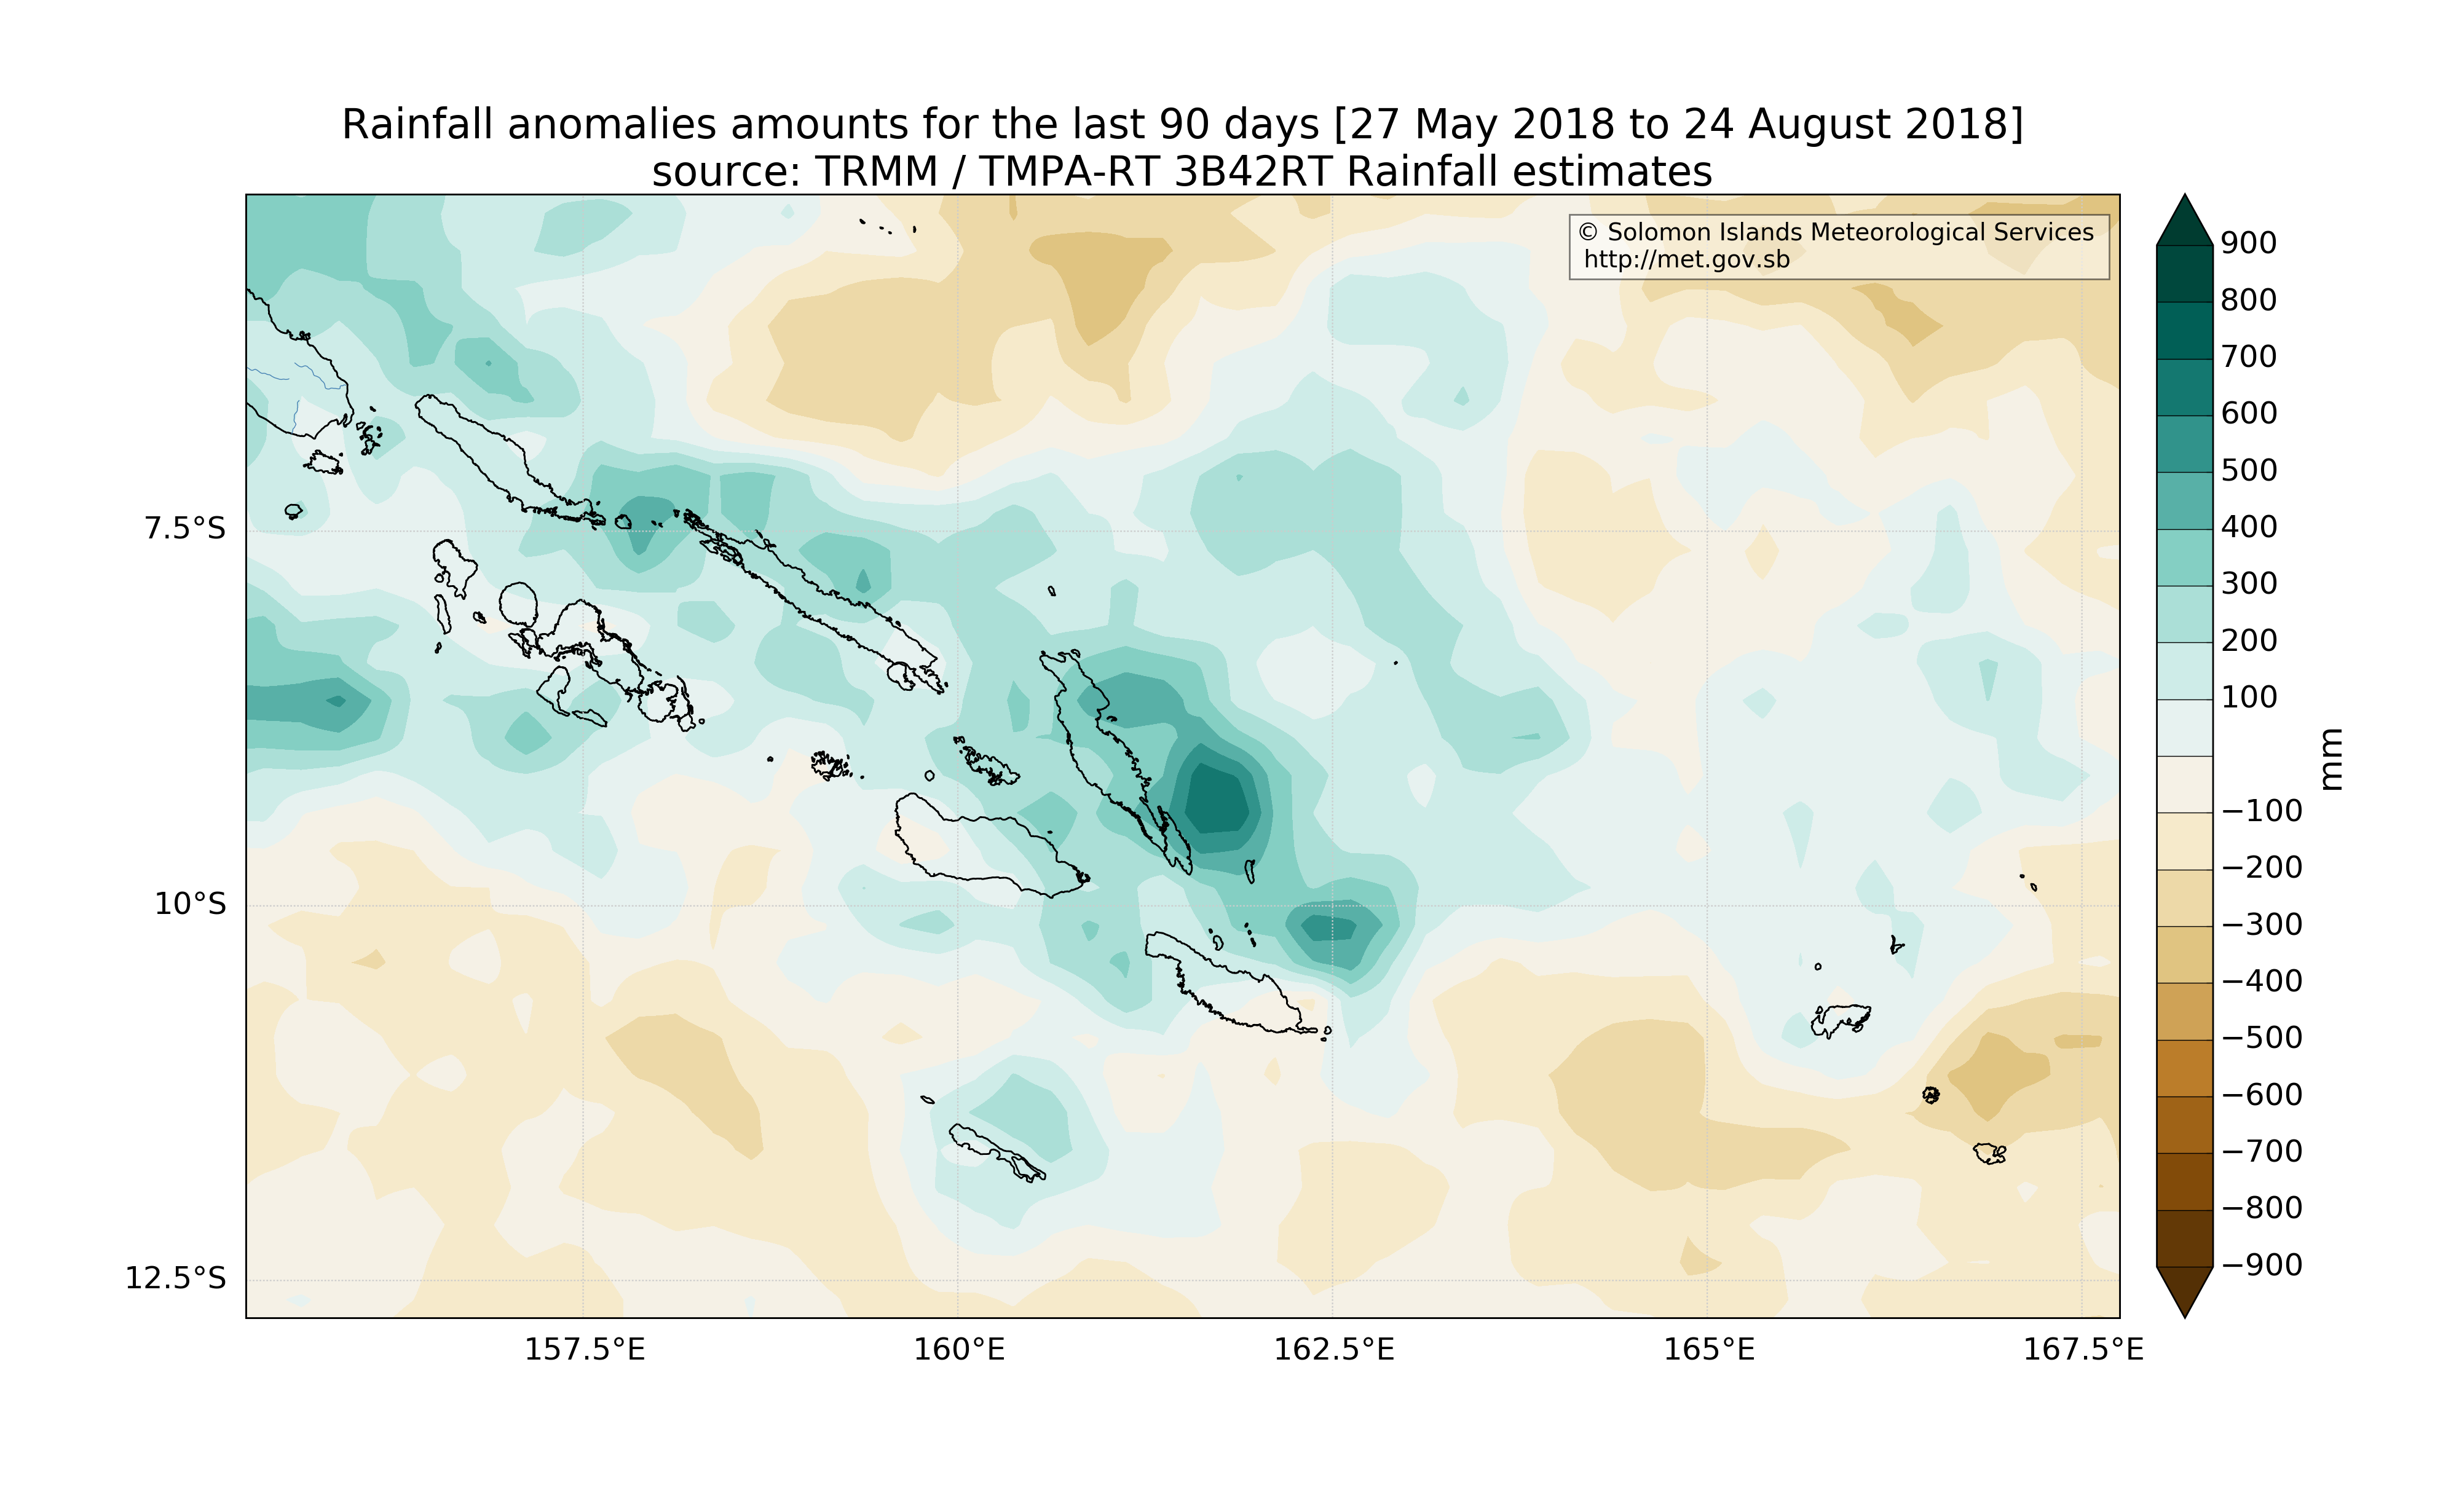 Rainfall anomalies amounts for the last 90 days [27 May 2018 to 24 August 2018]
source: TRMM / TMPA-RT 3B42RT Rainfall estimates
© Solomon Islands Meteorological Services
http://met.gov.sb
7.5°S
10°S
12.5°S
157.5°E
160°E
162.5°E
165°E
167.5°E
900
800
700
600
500
400
300
200
100
−100
−200
−300
−400
−500
−600
−700
−800
−900
mm